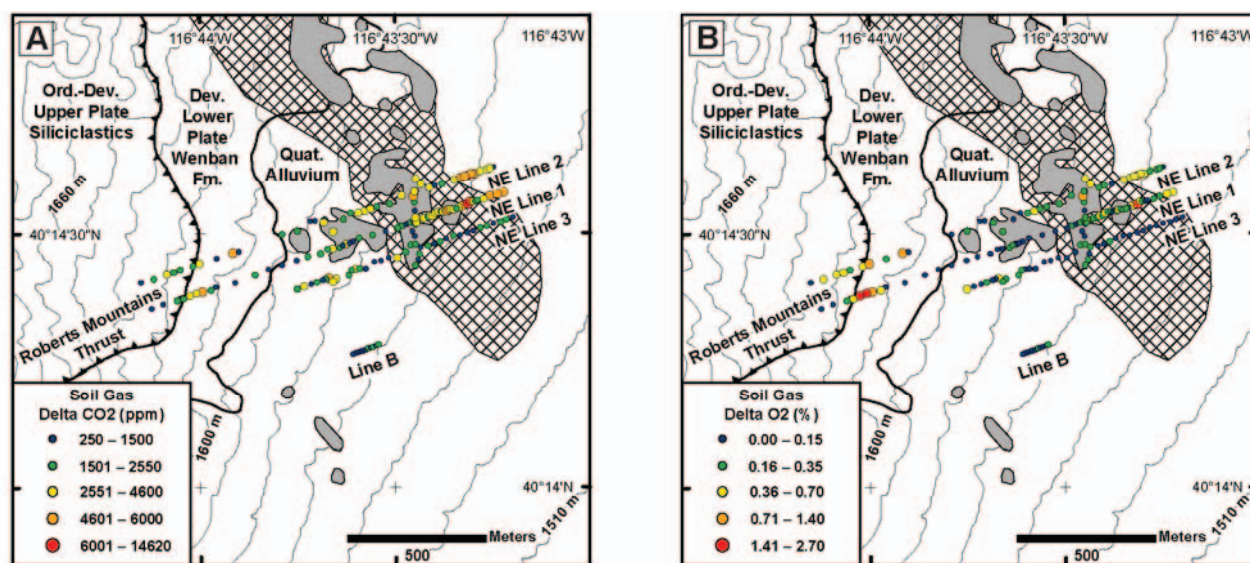 A
116°44'00"W
116°43'30"W
116°43'00"W
Ord.-Dev.
Upper Plate
Siliciclastics
Dev.
Lower
Plate
Wenban
Fm.
Quat.
Alluvium
NE Line 2
NE Line 1
NE Line 3
1660 m
40°14'30"N
Roberts Mountains
Thrust
Line B
1600 m
40°14'N
1510 m
Soil Gas
Delta CO2 (ppm)
250 – 1500
1501 – 2550
2551 – 4600
4601 – 6000
6001 – 14620
Meters
500
B
116°44'00"W
116°43'30"W
116°43'00"W
Ord.-Dev.
Upper Plate
Siliciclastics
Dev.
Lower
Plate
Wenban
Fm.
Quat.
Alluvium
NE Line 2
NE Line 1
NE Line 3
1660 m
40°14'30"N
Roberts Mountains
Thrust
Line B
1600 m
40°14'N
1510 m
Soil Gas
Delta O2 (%)
0.00 – 0.15
0.16 – 0.35
0.36 – 0.70
0.71 – 1.40
1.41 – 2.70
Meters
500